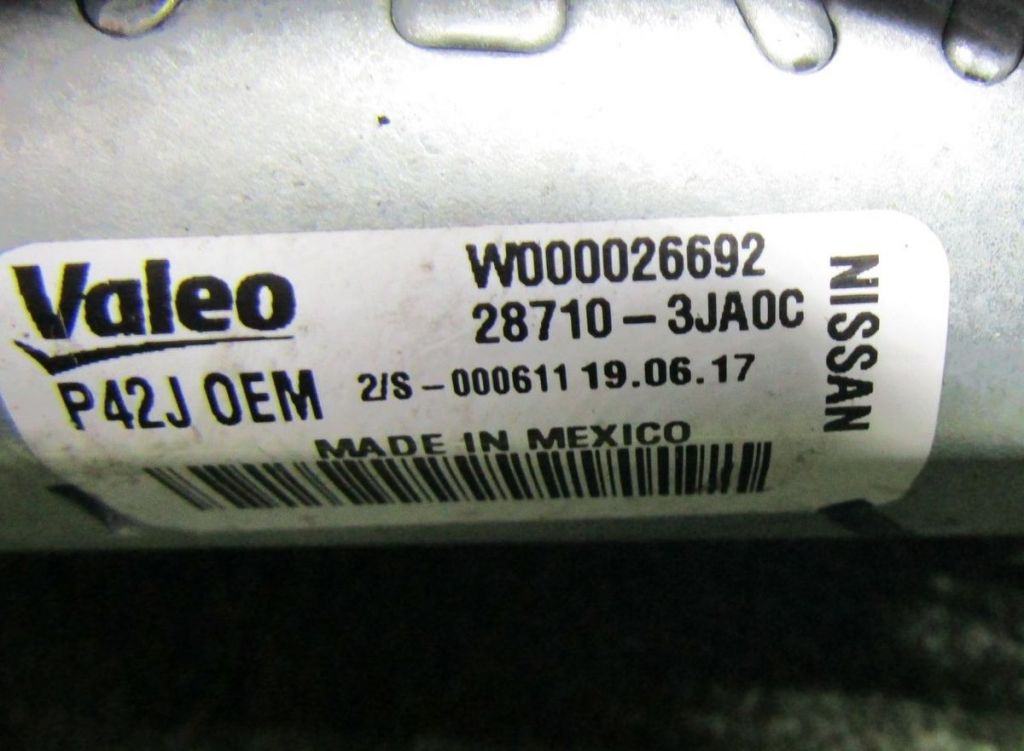 Valeo
W000026692
28710-3JA0C
P42J OEM
2/S-000611 19.06.17
MADE IN MEXICO
NISSAN